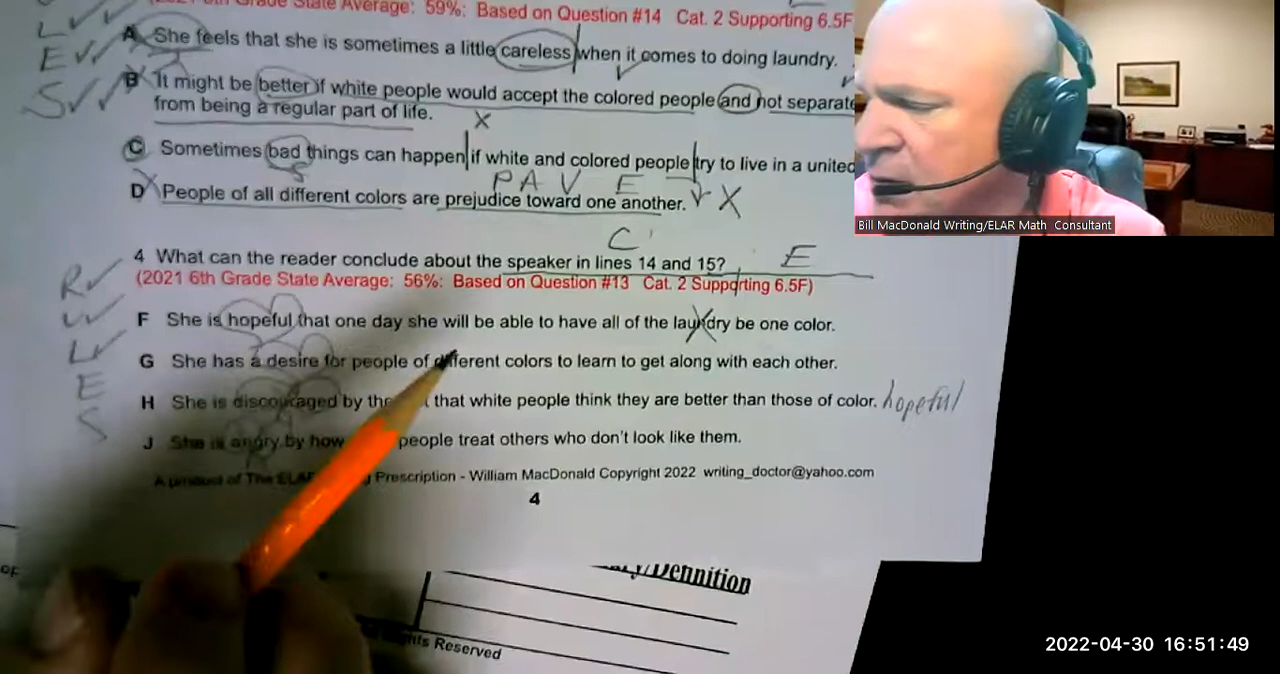 (2021 6th Grade State Average: 59%: Based on Question #14 Cat. 2 Supporting 6.5F
L
E
S
A She feels that she is sometimes a little careless when it comes to doing laundry.
B It might be better if white people would accept the colored people and not separate
from being a regular part of life.
C Sometimes bad things can happen if white and colored people try to live in a united
S
P A V E
D People of all different colors are prejudice toward one another.
C
E
4 What can the reader conclude about the speaker in lines 14 and 15?
(2021 6th Grade State Average: 56%: Based on Question #13 Cat. 2 Supporting 6.5F)
R
L
E
S
F She is hopeful that one day she will be able to have all of the laundry be one color.
G She has a desire for people of different colors to learn to get along with each other.
H She is discouraged by the that white people think they are better than those of color. hopeful
J She is angry by how people treat others who don't look like them.
A product of The Prescription - William MacDonald Copyright 2022 writing_doctor@yahoo.com
4
Reserved
Bill MacDonald Writing/ELAR Math Consultant
2022-04-30 16:51:49